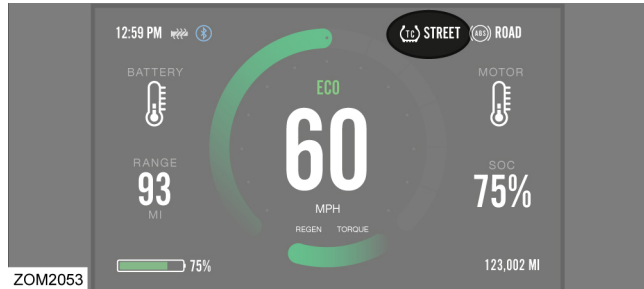 12:59 PM
TC STREET
ABS ROAD
BATTERY
MOTOR
ECO
60
MPH
RANGE
93
MI
SOC
75%
REGEN TORQUE
75%
123,002 MI
ZOM2053